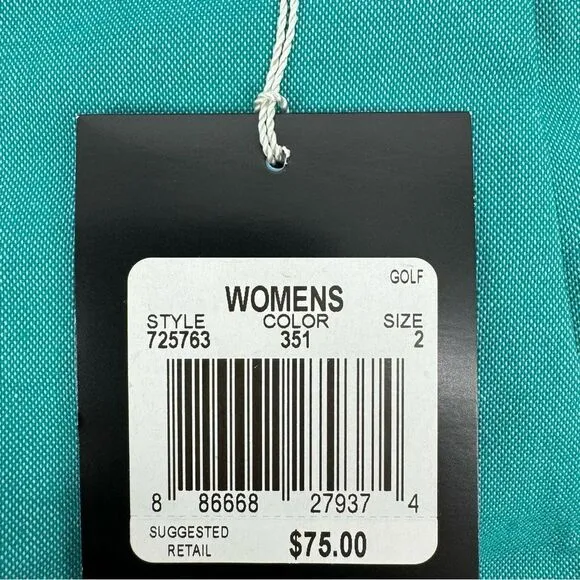 GOLF
WOMENS
STYLE COLOR SIZE
725763 351 2
8 86668 27937 4
SUGGESTED
RETAIL $75.00